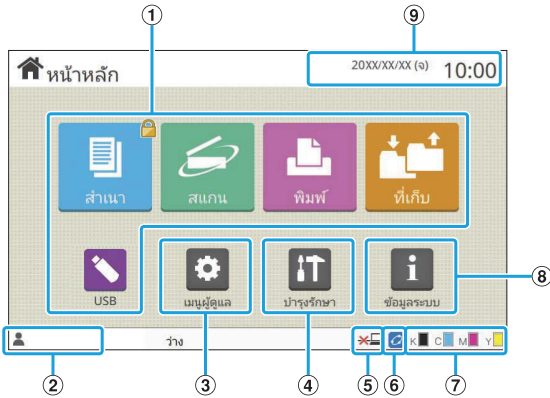 ① ⑨
หน้าหลัก 20XX/XX/XX (จ) 10:00
สำเนา สแกน พิมพ์ ที่เก็บ
USB เมนูผู้ดูแล บำรุงรักษา ข้อมูลระบบ ⑧
ว่าง K C M Y
② ③ ④ ⑤ ⑥ ⑦